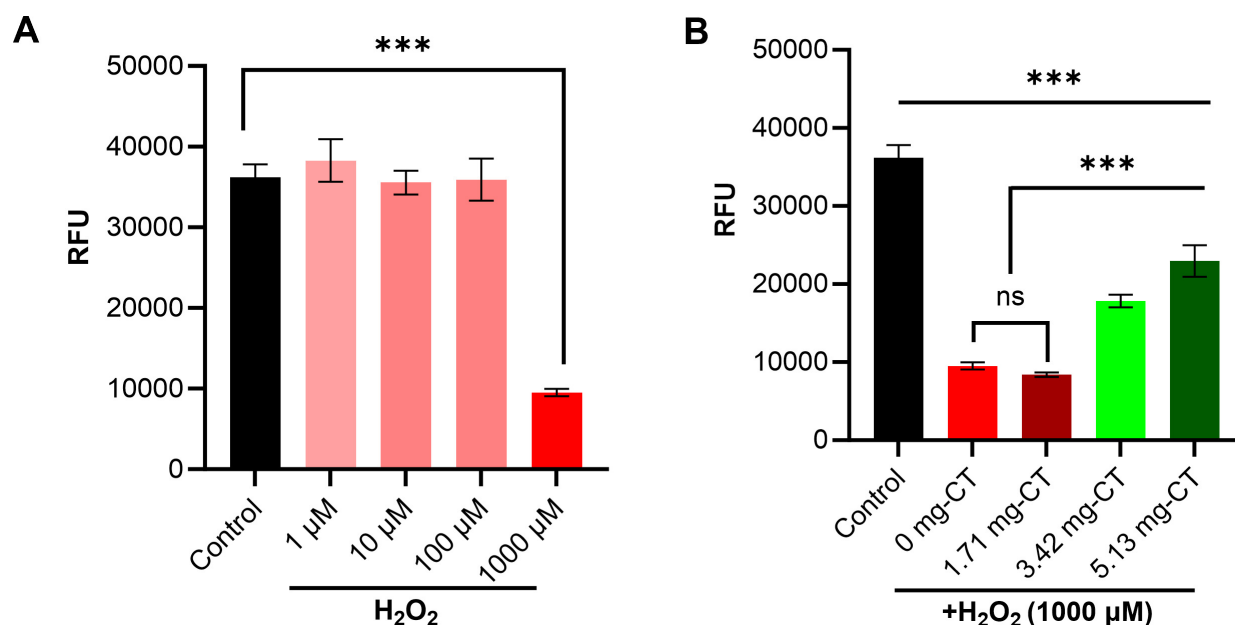 A
***
50000
40000
30000
20000
10000
0
RFU
Control
1 µM
10 µM
100 µM
1000 µM
H₂O₂
B
50000
40000
30000
20000
10000
0
RFU
***
***
ns
Control
0 mg-CT
1.71 mg-CT
3.42 mg-CT
5.13 mg-CT
+H₂O₂ (1000 µM)